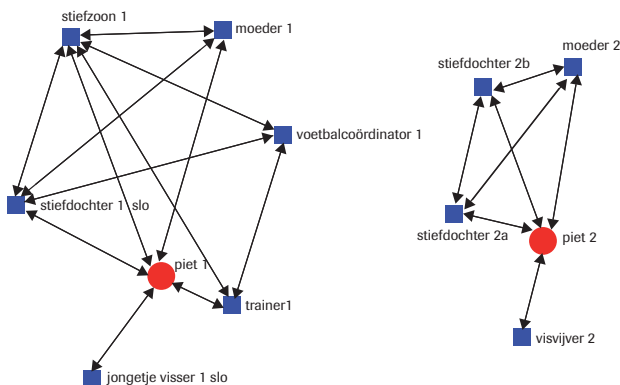 stiefzoon 1
moeder 1
voetbalcoördinator 1
stiefdochter 1 slo
piet 1
trainer1
jongetje visser 1 slo
moeder 2
stiefdochter 2b
stiefdochter 2a
piet 2
visvijver 2